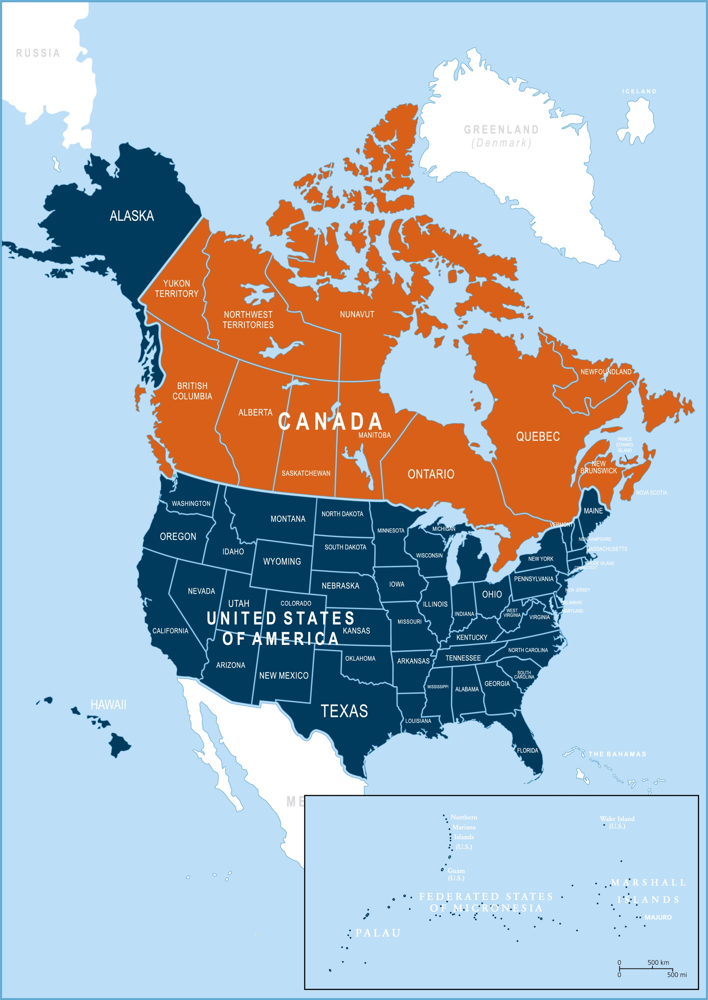 RUSSIA
ICELAND
GREENLAND
(Denmark)
ALASKA
YUKON
TERRITORY
NORTHWEST
TERRITORIES
NUNAVUT
NEWFOUNDLAND
BRITISH
COLUMBIA
ALBERTA
CANADA
MANITOBA
SASKATCHEWAN
ONTARIO
QUEBEC
PRINCE
EDWARD
ISLAND
NEW
BRUNSWICK
NOVA SCOTIA
WASHINGTON
MONTANA
NORTH DAKOTA
MINNESOTA
MICHIGAN
VERMONT
MAINE
OREGON
IDAHO
WYOMING
SOUTH DAKOTA
WISCONSIN
NEW YORK
NEW HAMPSHIRE
MASSACHUSETTS
RHODE ISLAND
CONNECTICUT
NEVADA
UTAH
COLORADO
NEBRASKA
IOWA
ILLINOIS
INDIANA
OHIO
PENNSYLVANIA
NEW JERSEY
DELAWARE
MARYLAND
WEST
VIRGINIA
VIRGINIA
UNITED STATES
OF AMERICA
CALIFORNIA
KANSAS
MISSOURI
KENTUCKY
ARIZONA
NEW MEXICO
OKLAHOMA
ARKANSAS
TENNESSEE
NORTH CAROLINA
SOUTH
CAROLINA
MISSISSIPPI
ALABAMA
GEORGIA
HAWAII
TEXAS
LOUISIANA
FLORIDA
THE BAHAMAS
ME
Northern
Mariana
Islands
(U.S.)
Guam
(U.S.)
Wake Island
(U.S.)
MARSHALL
ISLANDS
MAJURO
FEDERATED STATES
OF MICRONESIA
PALAU
0 500 km
0 500 mi